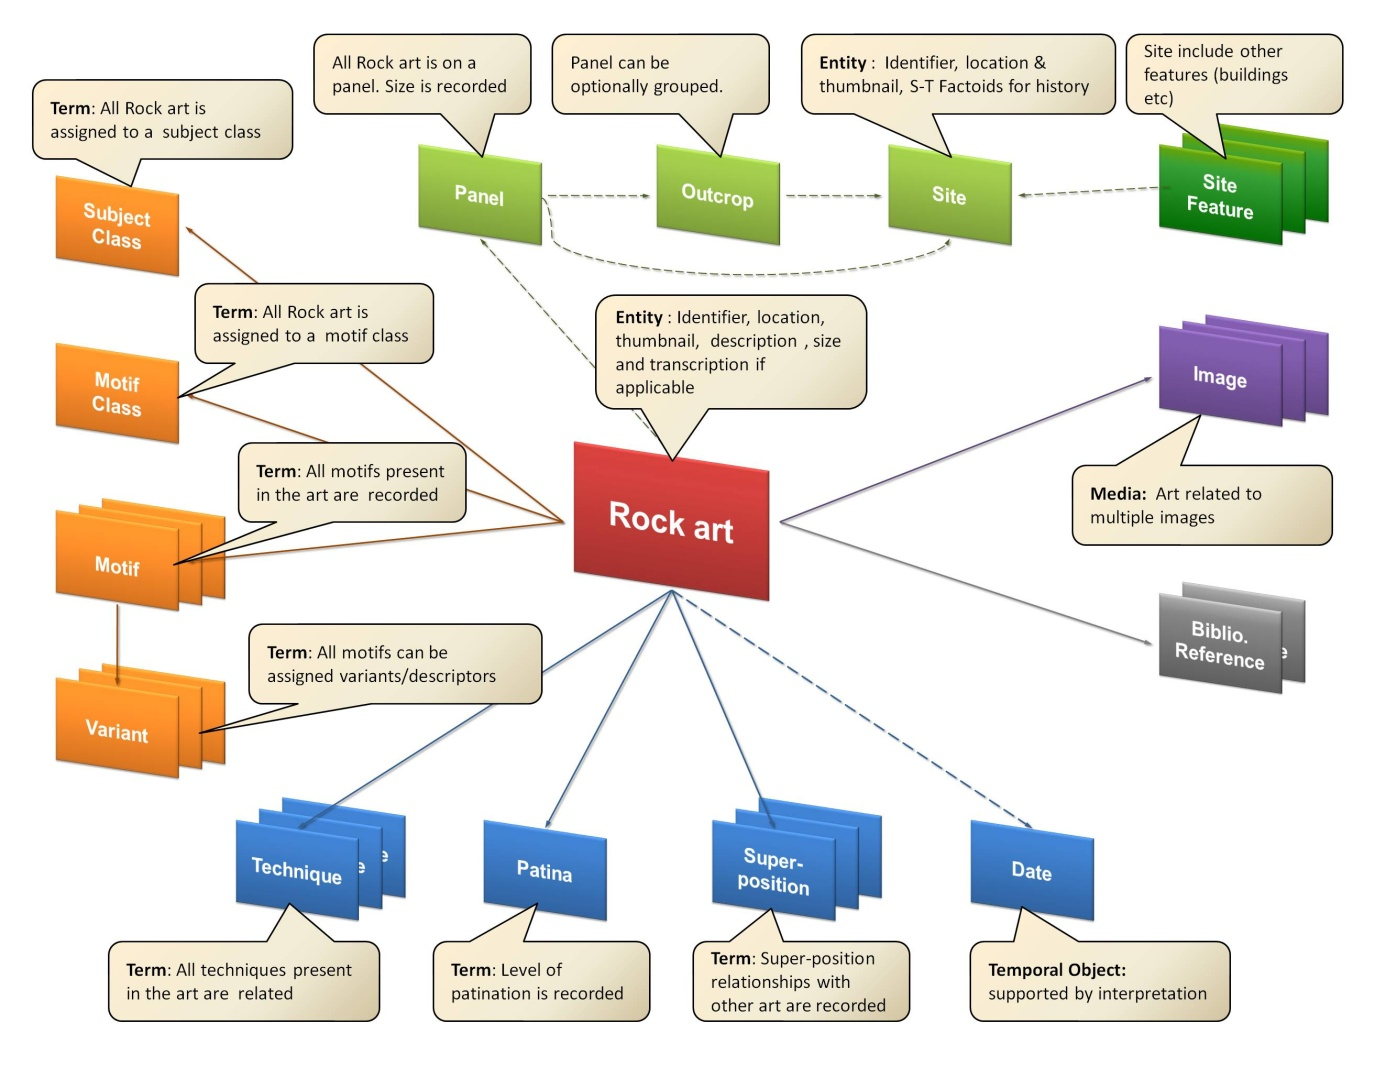 All Rock art is on a
panel. Size is recorded
Panel can be
optionally grouped.
Entity :  Identifier, location &
thumbnail, S-T Factoids for history
Site include other
features (buildings
etc)
Term: All Rock art is
assigned to a  subject class
Subject
Class
Panel
Outcrop
Site
Site
Feature
Term: All Rock art is
assigned to a  motif class
Entity : Identifier, location,
thumbnail,  description , size
and transcription if
applicable
Motif
Class
Image
Term: All motifs present
in the art are  recorded
Rock art
Media:  Art related to
multiple images
Motif
Biblio.
Reference
e
Term: All motifs can be
assigned variants/descriptors
Variant
Technique
e
e
Patina
Super-
position
Date
Term: All techniques present
in the art are  related
Term: Level of
patination is recorded
Term: Super-position
relationships with
other art are recorded
Temporal Object:
supported by interpretation